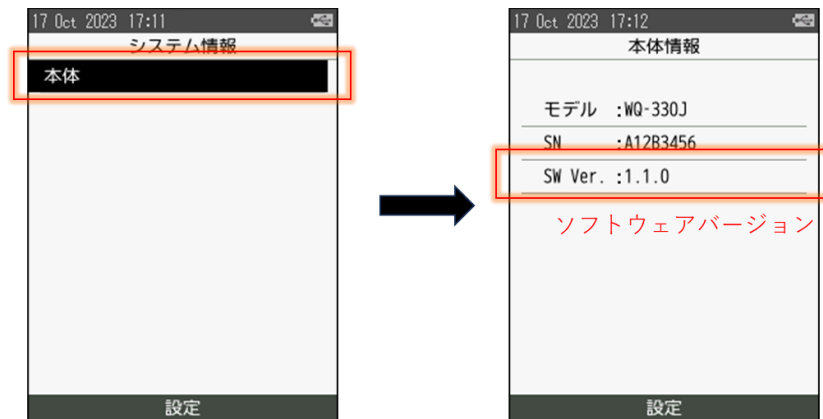 17 Oct 2023 17:11
システム情報
本体
設定
17 Oct 2023 17:12
本体情報
モデル :WQ-330J
SN :A12B3456
SW Ver. :1.1.0
ソフトウェアバージョン
設定